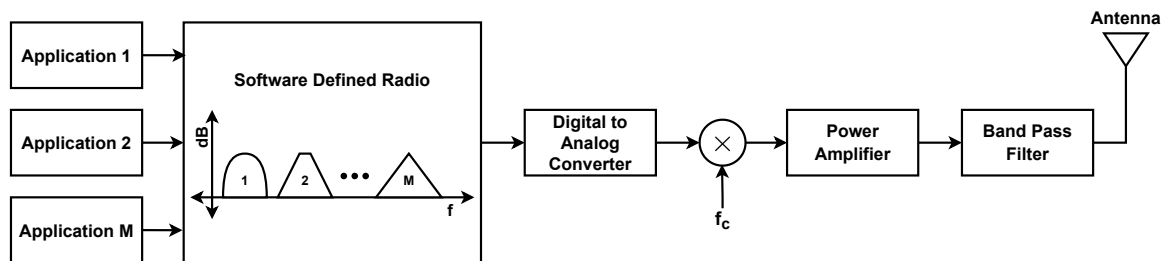 Application 1
Application 2
Application M
Software Defined Radio
dB
1
2
M
f
Digital to
Analog
Converter
×
fc
Power
Amplifier
Band Pass
Filter
Antenna